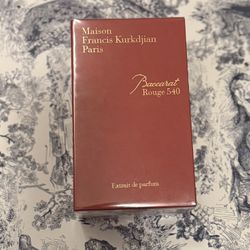 Maison
Francis Kurkdjian
Paris
Baccarat
Rouge 540
Extrait de parfum